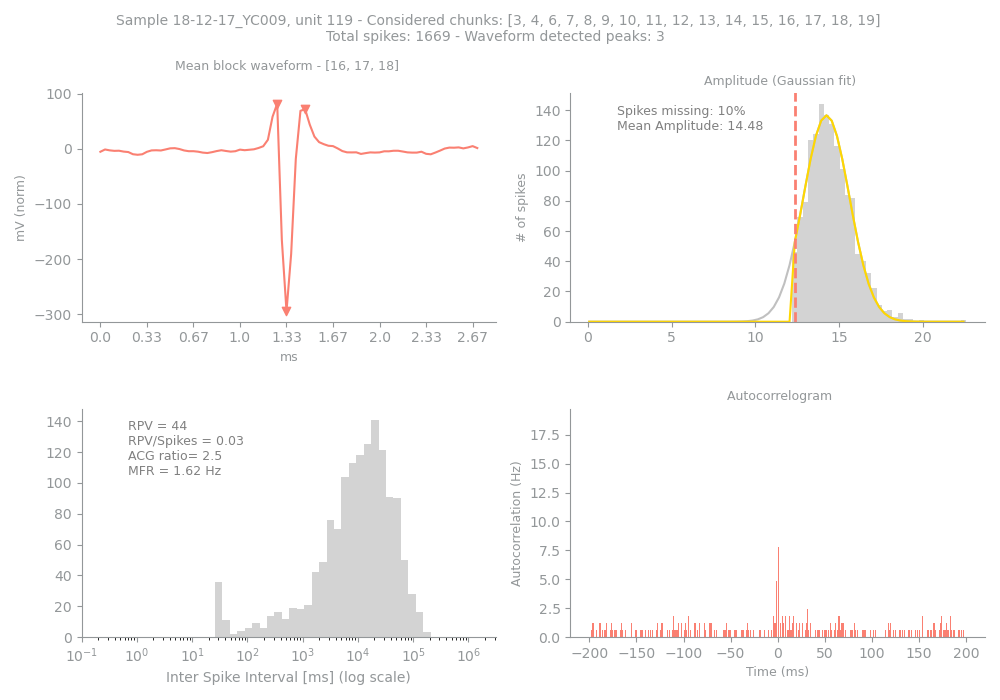 Sample 18-12-17_YC009, unit 119 - Considered chunks: [3, 4, 6, 7, 8, 9, 10, 11, 12, 13, 14, 15, 16, 17, 18, 19]
Total spikes: 1669 - Waveform detected peaks: 3
Mean block waveform - [16, 17, 18]
100
0
−100
−200
−300
mV (norm)
0.0 0.33 0.67 1.0 1.33 1.67 2.0 2.33 2.67
ms
Amplitude (Gaussian fit)
Spikes missing: 10%
Mean Amplitude: 14.48
140
120
100
80
60
40
20
0
# of spikes
0 5 10 15 20
RPV = 44
RPV/Spikes = 0.03
ACG ratio= 2.5
MFR = 1.62 Hz
140
120
100
80
60
40
20
0
10⁻¹ 10⁰ 10¹ 10² 10³ 10⁴ 10⁵ 10⁶
Inter Spike Interval [ms] (log scale)
Autocorrelogram
17.5
15.0
12.5
10.0
7.5
5.0
2.5
0.0
Autocorrelation (Hz)
−200 −150 −100 −50 0 50 100 150 200
Time (ms)